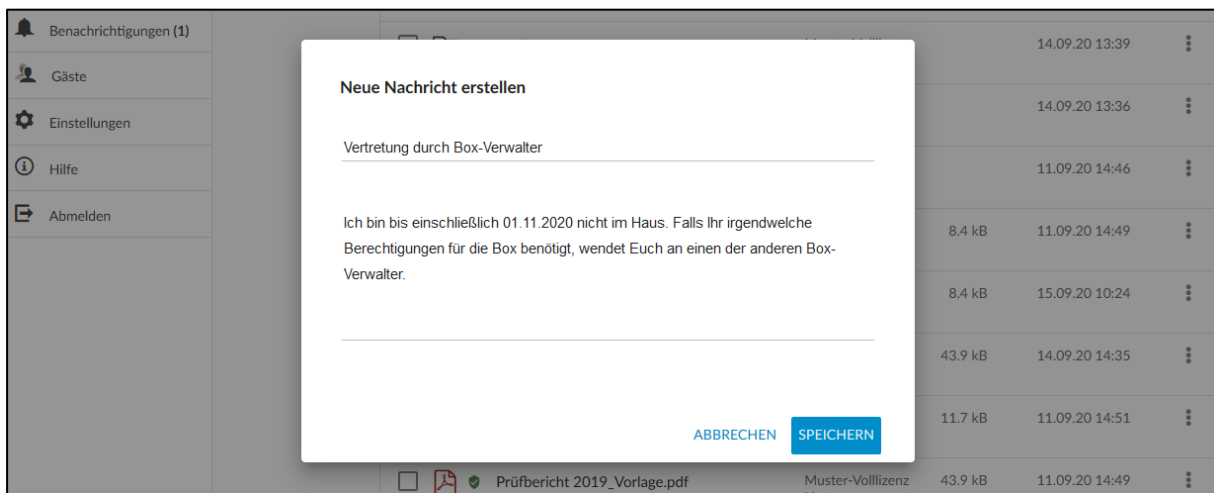 Benachrichtigungen (1)
14.09.20 13:39
Gäste
Neue Nachricht erstellen
14.09.20 13:36
Einstellungen
Vertretung durch Box-Verwalter
Hilfe
11.09.20 14:46
Abmelden
Ich bin bis einschließlich 01.11.2020 nicht im Haus. Falls Ihr irgendwelche
8.4 kB 11.09.20 14:49
Berechtigungen für die Box benötigt, wendet Euch an einen der anderen Box-
Verwalter.
8.4 kB 15.09.20 10:24
43.9 kB 14.09.20 14:35
11.7 kB 11.09.20 14:51
ABBRECHEN SPEICHERN
Prüfbericht 2019_Vorlage.pdf Muster-Volllizenz 43.9 kB 11.09.20 14:49